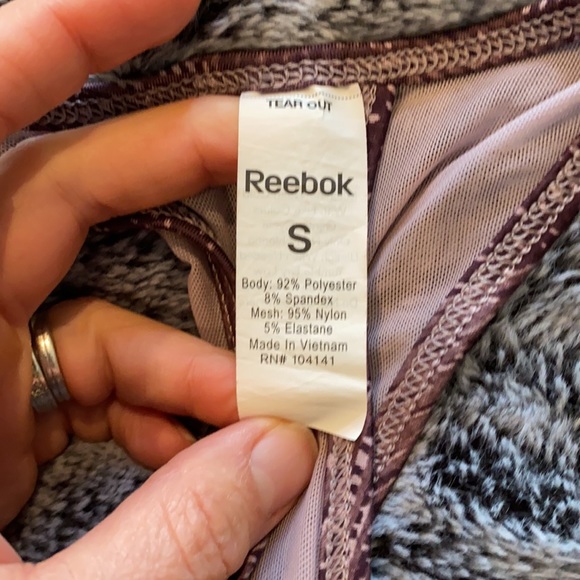 TEAR OUT
Reebok
S
Body: 92% Polyester
8% Spandex
Mesh: 95% Nylon
5% Elastane
Made In Vietnam
RN# 104141